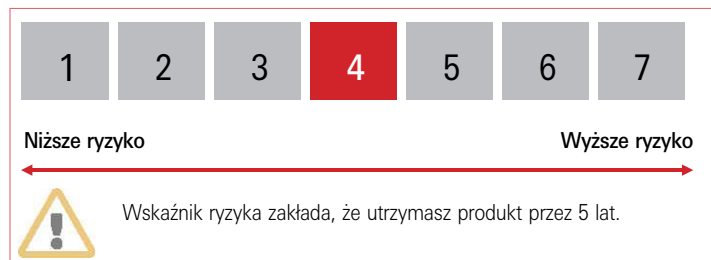 1 2 3 4 5 6 7
Niższe ryzyko Wyższe ryzyko
Wskaźnik ryzyka zakłada, że utrzymasz produkt przez 5 lat.